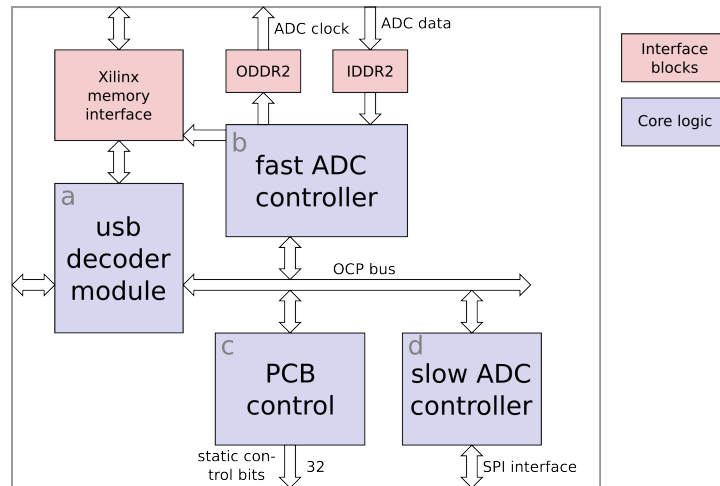 ADC clock
ADC data
Xilinx
memory
interface
ODDR2
IDDR2
Interface
blocks
Core logic
b
fast ADC
controller
a
usb
decoder
module
OCP bus
c
PCB
control
d
slow ADC
controller
static con-
trol bits
32
SPI interface